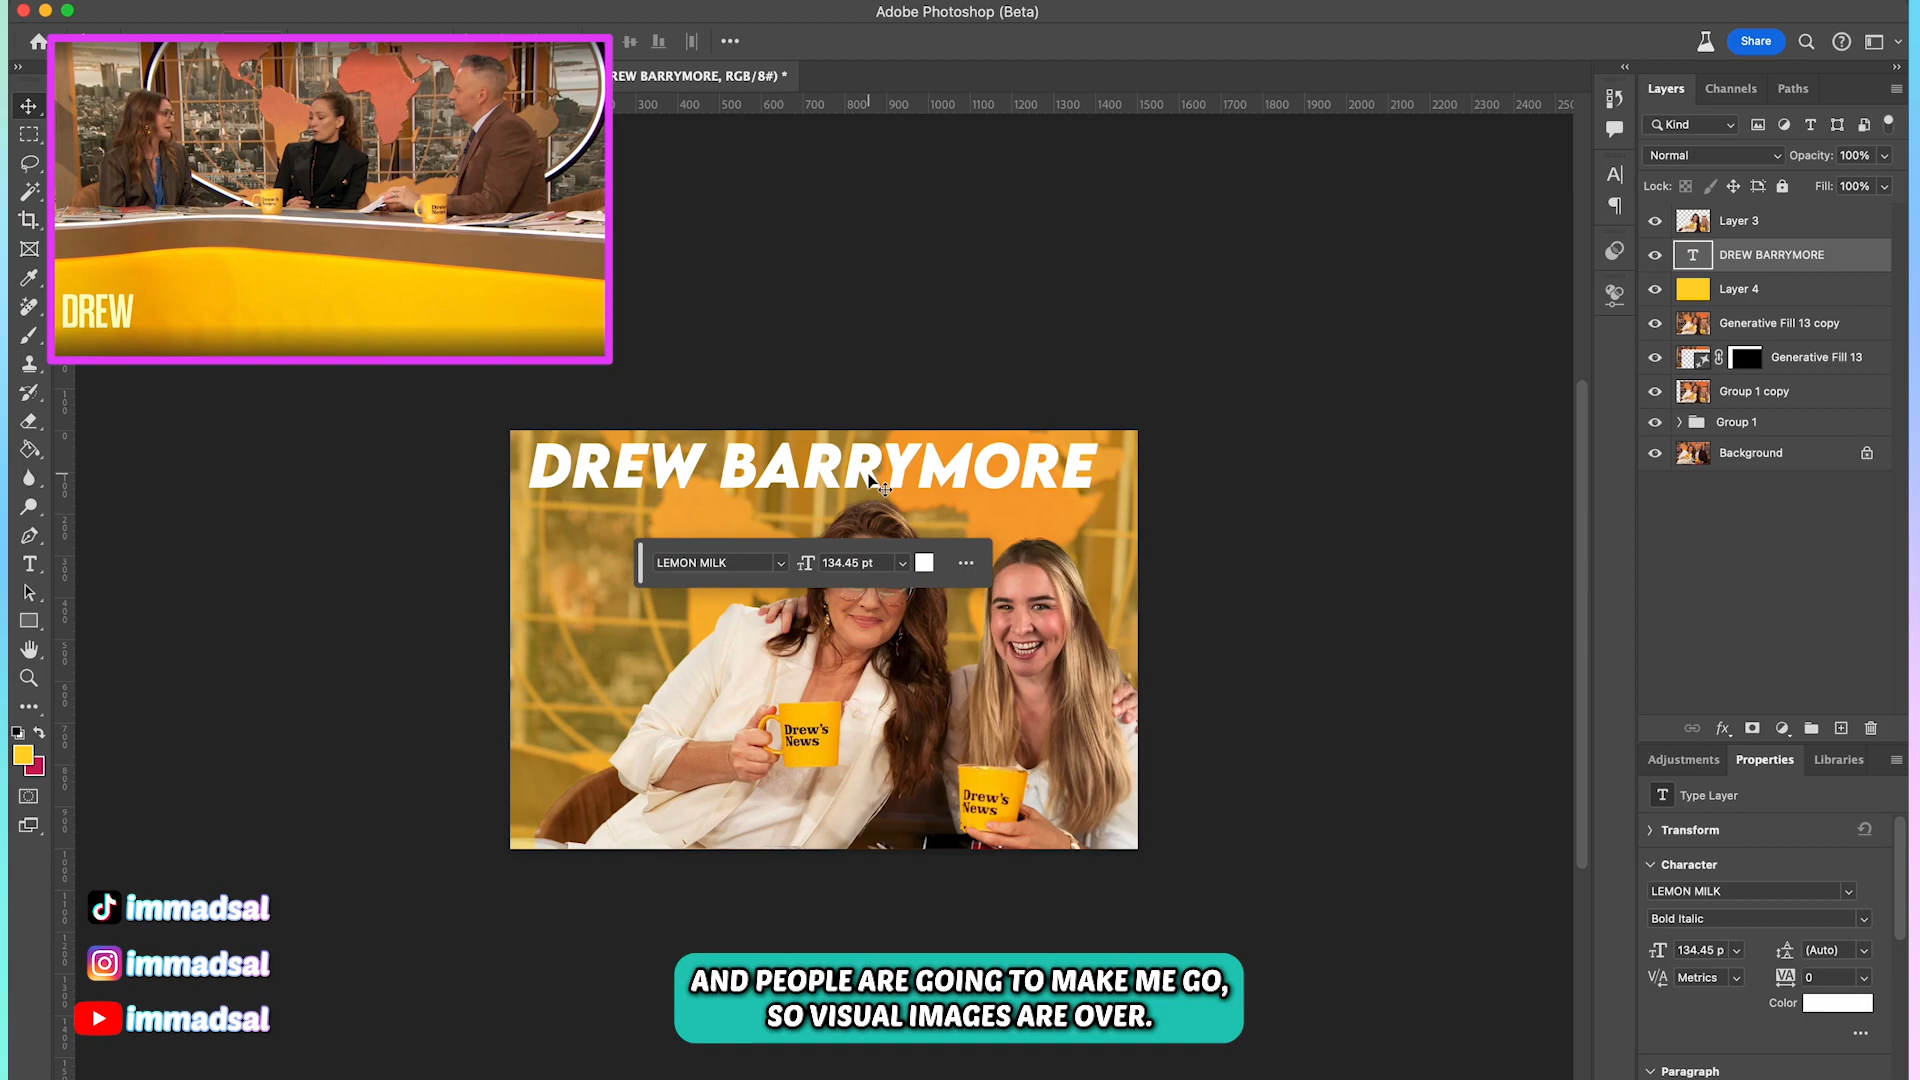 Adobe Photoshop (Beta)
Share
REW BARRYMORE, RGB/8#) *
300 400 500 600 700 800 900 1000 1100 1200 1300 1400 1500 1600 1700 1800 1900 2000 2100 2200 2300 2400
DREW
DREW BARRYMORE
LEMON MILK
134.45 pt
Drew's
News
Drew's
News
immadsal
immadsal
immadsal
AND PEOPLE ARE GOING TO MAKE ME GO,
SO VISUAL IMAGES ARE OVER.
Layers Channels Paths
Kind
Normal Opacity: 100%
Lock: Fill: 100%
Layer 3
DREW BARRYMORE
Layer 4
Generative Fill 13 copy
Generative Fill 13
Group 1 copy
Group 1
Background
Adjustments Properties Libraries
Type Layer
Transform
Character
LEMON MILK
Bold Italic
134.45 p (Auto)
Metrics 0
Color
Paragraph